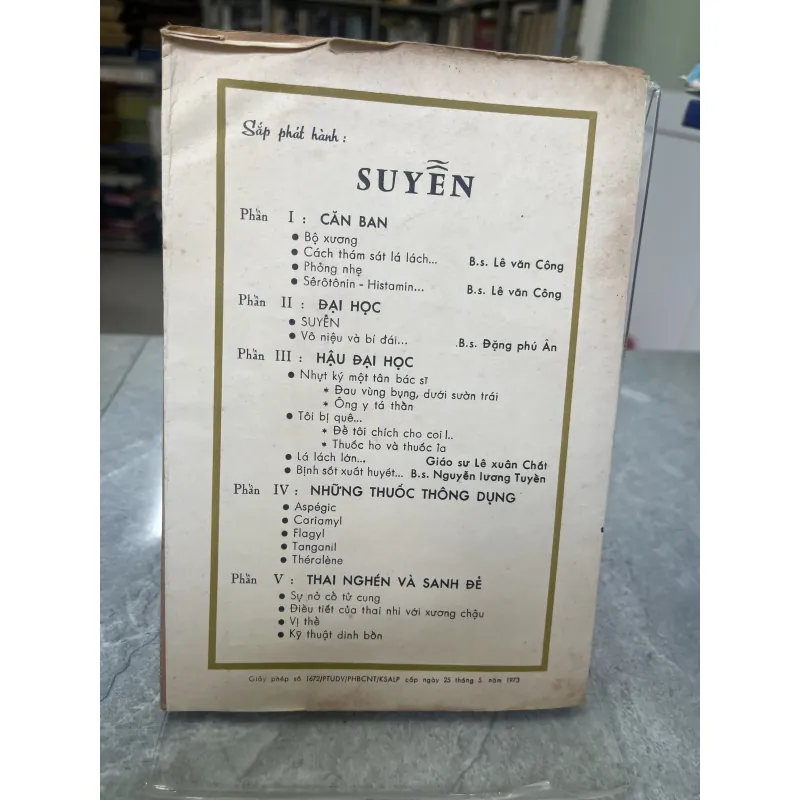 Sắp phát hành :
SUYỄN
Phần I : CĂN BAN
• Bộ xương
• Cách thám sát lá lách... B.s. Lê văn Công
• Phỏng nhẹ
• Sêrôtônin - Histamin... B.s. Lê văn Công
Phần II : ĐẠI HỌC
• SUYỄN
• Vô niệu và bí đái... .B.s. Đặng phú Ân
Phần III : HẬU ĐẠI HỌC
• Nhựt ký một tân bác sĩ
* Đau vùng bụng, dưới sườn trái
* Ông y tá thần
• Tôi bị quê...
* Để tôi chích cho coi !..
* Thuốc ho và thuốc ỉa
• Lá lách lớn... Giáo sư Lê xuân Chất
• Bịnh sốt xuất huyết... B.s. Nguyễn lương Tuyền
Phần IV : NHỮNG THUỐC THÔNG DỤNG
• Aspégic
• Cariamyl
• Flagyl
• Tanganil
• Théralène
Phần V : THAI NGHÉN VÀ SANH ĐẺ
• Sự nở cổ tử cung
• Điều tiết của thai nhi với xương chậu
• Vị thế
• Kỹ thuật dinh bồn
Giấy phép số 1672/PTUDV/PHBCNT/KSALP cấp ngày 25 tháng 5 năm 1973